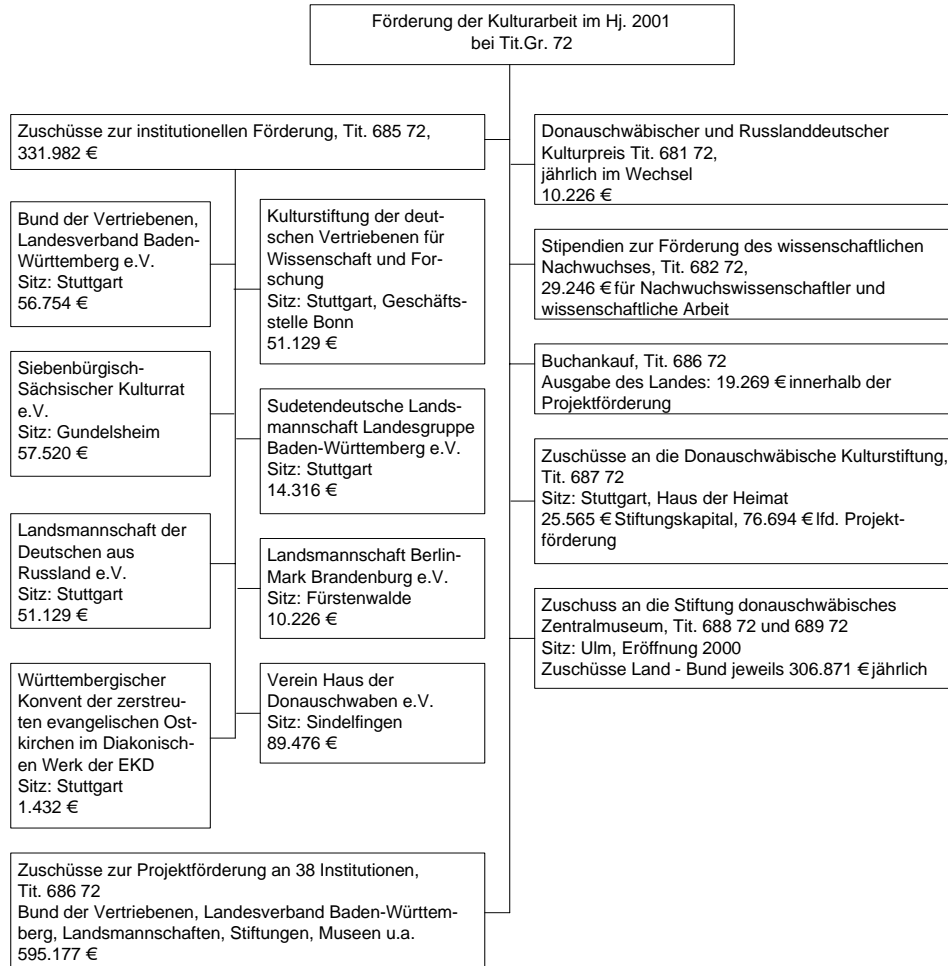 Förderung der Kulturarbeit im Hj. 2001
bei Tit.Gr. 72
Zuschüsse zur institutionellen Förderung, Tit. 685 72,
331.982 €
Bund der Vertriebenen,
Landesverband Baden-
Württemberg e.V.
Sitz: Stuttgart
56.754 €
Siebenbürgisch-
Sächsischer Kulturrat
e.V.
Sitz: Gundelsheim
57.520 €
Landsmannschaft der
Deutschen aus
Russland e.V.
Sitz: Stuttgart
51.129 €
Württembergischer
Konvent der zerstreu-
ten evangelischen Ost-
kirchen im Diakonisch-
en Werk der EKD
Sitz: Stuttgart
1.432 €
Kulturstiftung der deut-
schen Vertriebenen für
Wissenschaft und For-
schung
Sitz: Stuttgart, Geschäfts-
stelle Bonn
51.129 €
Sudetendeutsche Lands-
mannschaft Landesgruppe
Baden-Württemberg e.V.
Sitz: Stuttgart
14.316 €
Landsmannschaft Berlin-
Mark Brandenburg e.V.
Sitz: Fürstenwalde
10.226 €
Verein Haus der
Donauschwaben e.V.
Sitz: Sindelfingen
89.476 €
Zuschüsse zur Projektförderung an 38 Institutionen,
Tit. 686 72
Bund der Vertriebenen, Landesverband Baden-Württem-
berg, Landsmannschaften, Stiftungen, Museen u.a.
595.177 €
Donauschwäbischer und Russlanddeutscher
Kulturpreis Tit. 681 72,
jährlich im Wechsel
10.226 €
Stipendien zur Förderung des wissenschaftlichen
Nachwuchses, Tit. 682 72,
29.246 € für Nachwuchswissenschaftler und
wissenschaftliche Arbeit
Buchankauf, Tit. 686 72
Ausgabe des Landes: 19.269 € innerhalb der
Projektförderung
Zuschüsse an die Donauschwäbische Kulturstiftung,
Tit. 687 72
Sitz: Stuttgart, Haus der Heimat
25.565 € Stiftungskapital, 76.694 € lfd. Projekt-
förderung
Zuschuss an die Stiftung donauschwäbisches
Zentralmuseum, Tit. 688 72 und 689 72
Sitz: Ulm, Eröffnung 2000
Zuschüsse Land - Bund jeweils 306.871 € jährlich